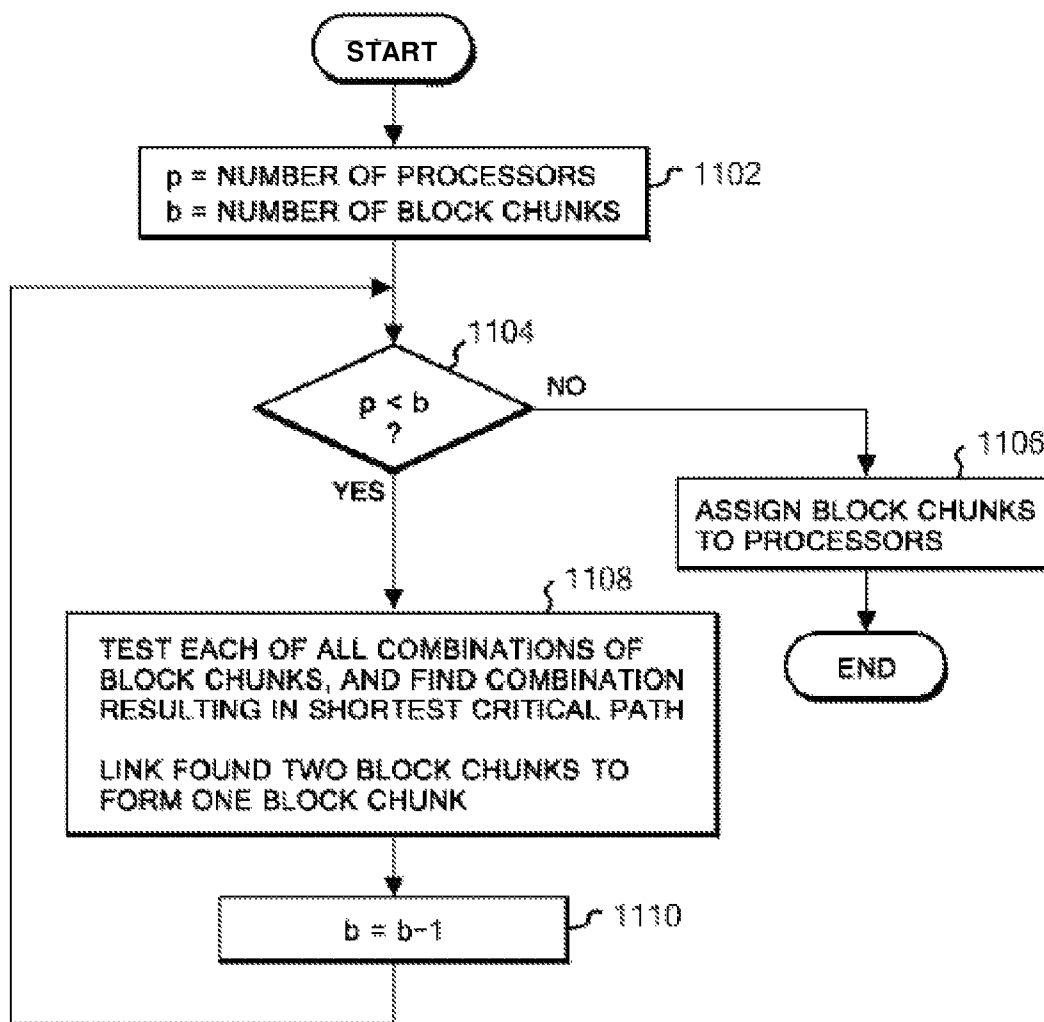 START
p = NUMBER OF PROCESSORS
b = NUMBER OF BLOCK CHUNKS
1102
1104
p < b
?
NO
YES
1106
ASSIGN BLOCK CHUNKS
TO PROCESSORS
END
1108
TEST EACH OF ALL COMBINATIONS OF
BLOCK CHUNKS, AND FIND COMBINATION
RESULTING IN SHORTEST CRITICAL PATH
LINK FOUND TWO BLOCK CHUNKS TO
FORM ONE BLOCK CHUNK
b = b-1
1110